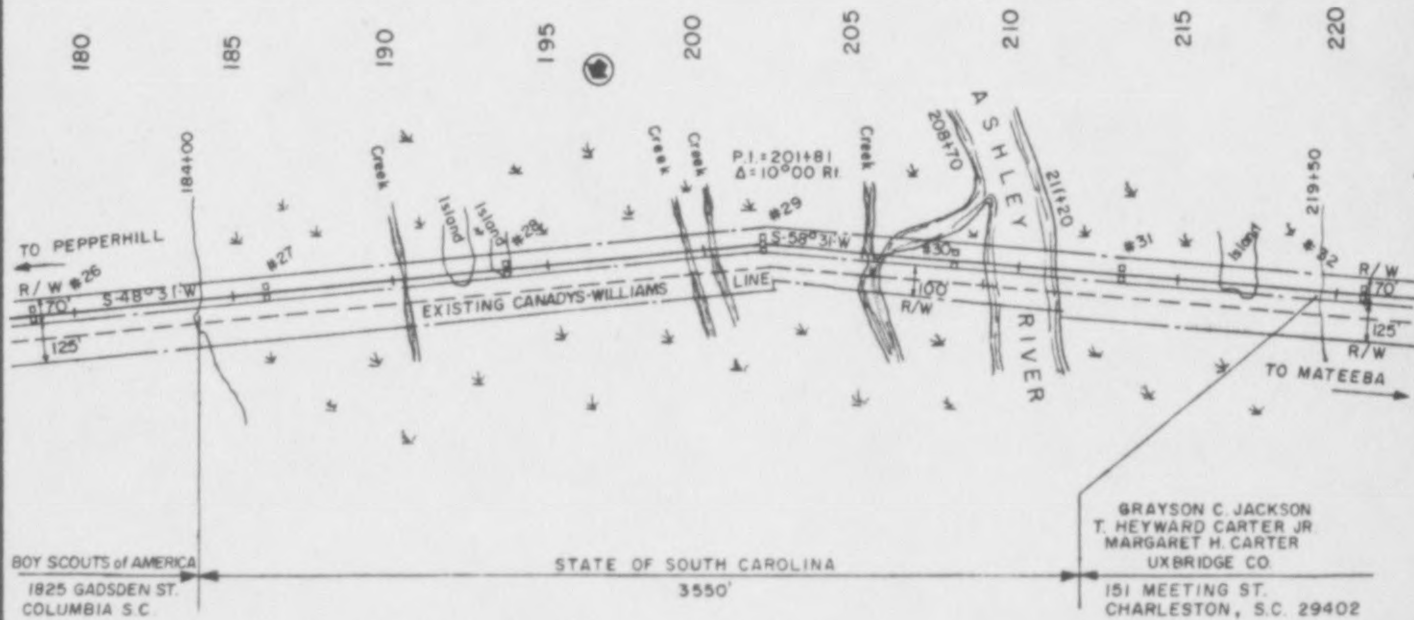 180
185
190
195
200
205
210
215
220
184+00
Creek
Island
Island
#28
Creek
Creek
P.I.=201+81
Δ=10°00 Rt.
#29
Creek
208+70
ASHLEY
RIVER
211+20
#31
Island
219+50
#32
TO PEPPERHILL
R/W
#26
#27
70'
S-48°31-W
125'
EXISTING CANADYS-WILLIAMS
LINE
S-58°31-W
#30
100'
R/W
R/W
70'
125'
R/W
TO MATEEBA
BOY SCOUTS of AMERICA
1825 GADSDEN ST.
COLUMBIA S.C.
STATE OF SOUTH CAROLINA
3550'
GRAYSON C. JACKSON
T. HEYWARD CARTER JR.
MARGARET H. CARTER
UXBRIDGE CO.
151 MEETING ST.
CHARLESTON, S.C. 29402